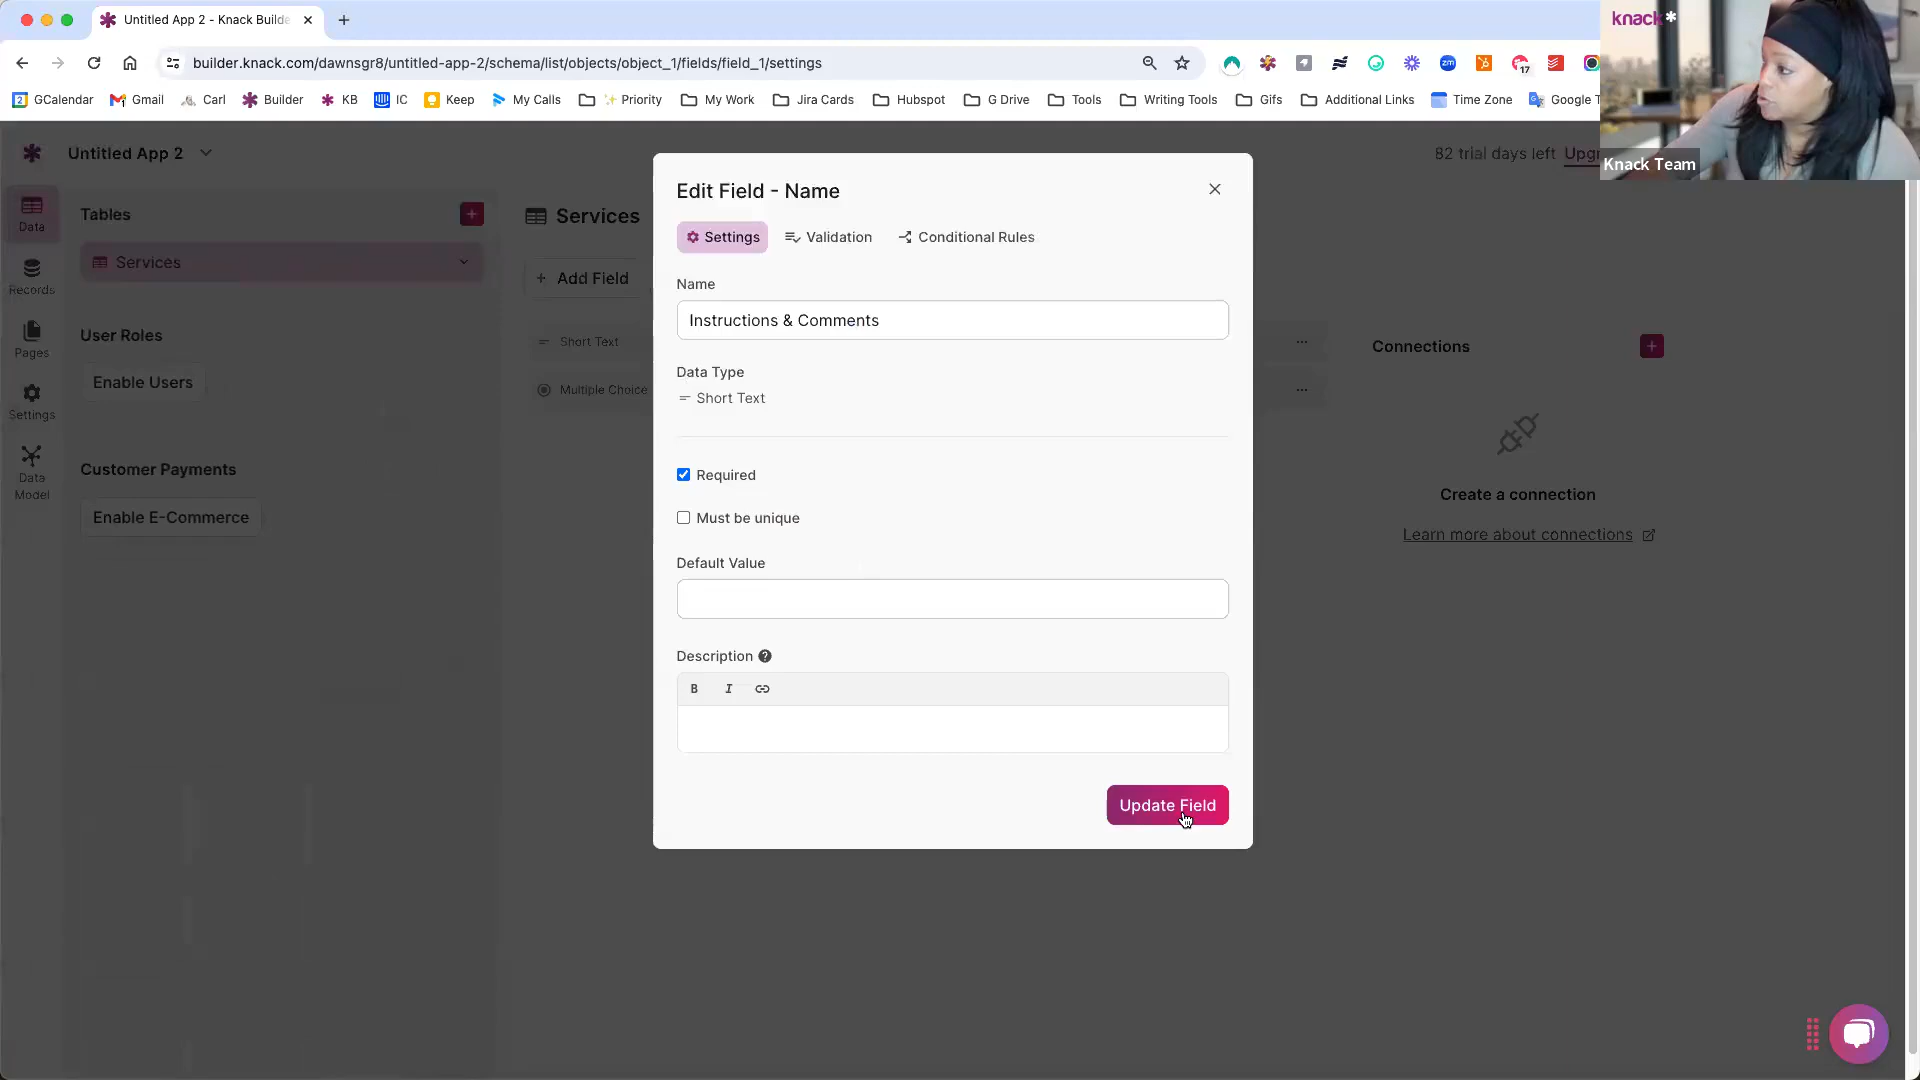 Untitled App 2 - Knack Builde
knack*
builder.knack.com/dawnsgr8/untitled-app-2/schema/list/objects/object_1/fields/field_1/settings
GCalendar Gmail Carl Builder KB IC Keep My Calls Priority My Work Jira Cards Hubspot G Drive Tools Writing Tools Gifs Additional Links Time Zone Google T
17
Knack Team
Untitled App 2
82 trial days left Upg
Data
Records
Pages
Settings
Data
Model
Tables
Services
User Roles
Enable Users
Customer Payments
Enable E-Commerce
Services
+ Add Field
Short Text
Multiple Choice
Edit Field - Name
Settings Validation Conditional Rules
Name
Instructions & Comments
Data Type
Short Text
Required
Must be unique
Default Value
Description
B I
Update Field
Connections
Create a connection
Learn more about connections